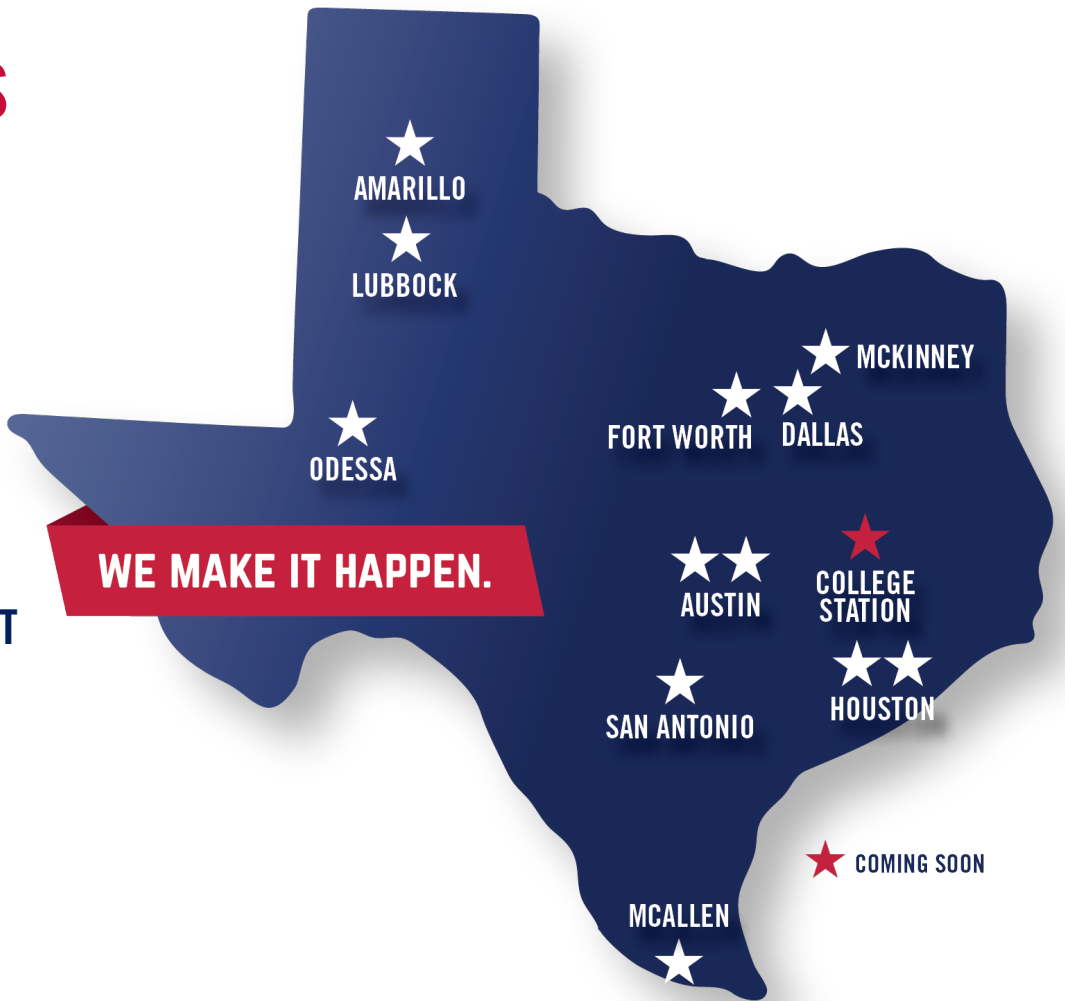 S
AMARILLO
LUBBOCK
MCKINNEY
FORT WORTH
DALLAS
ODESSA
WE MAKE IT HAPPEN.
T
AUSTIN
COLLEGE
STATION
SAN ANTONIO
HOUSTON
COMING SOON
MCALLEN